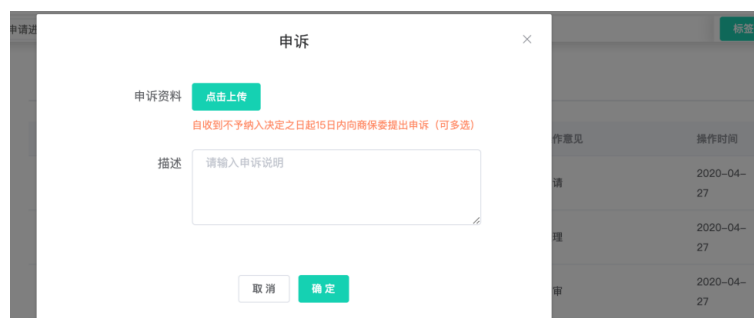 申请进
标签
申诉
申诉资料
点击上传
自收到不予纳入决定之日起15日内向商保委提出申诉（可多选）
描述
请输入申诉说明
作意见
操作时间
请
2020-04-
27
理
2020-04-
27
审
2020-04-
27
取消
确定